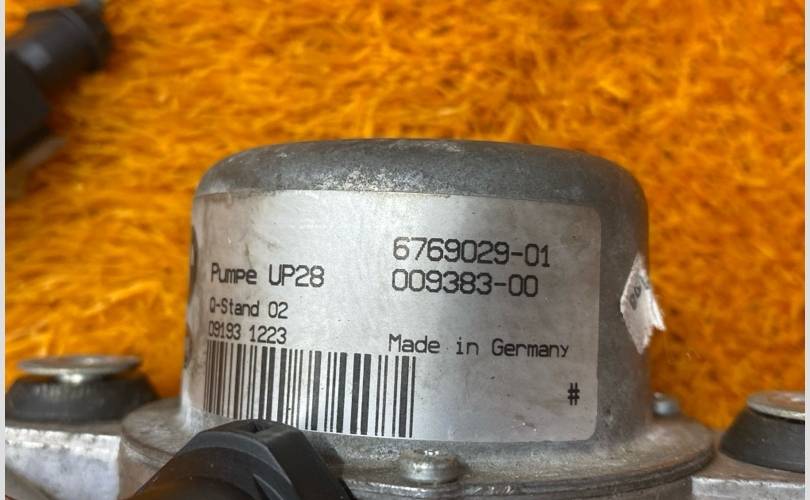 6769029-01
Pumpe UP28
009383-00
Q-Stand 02
09193 1223
Made in Germany
#